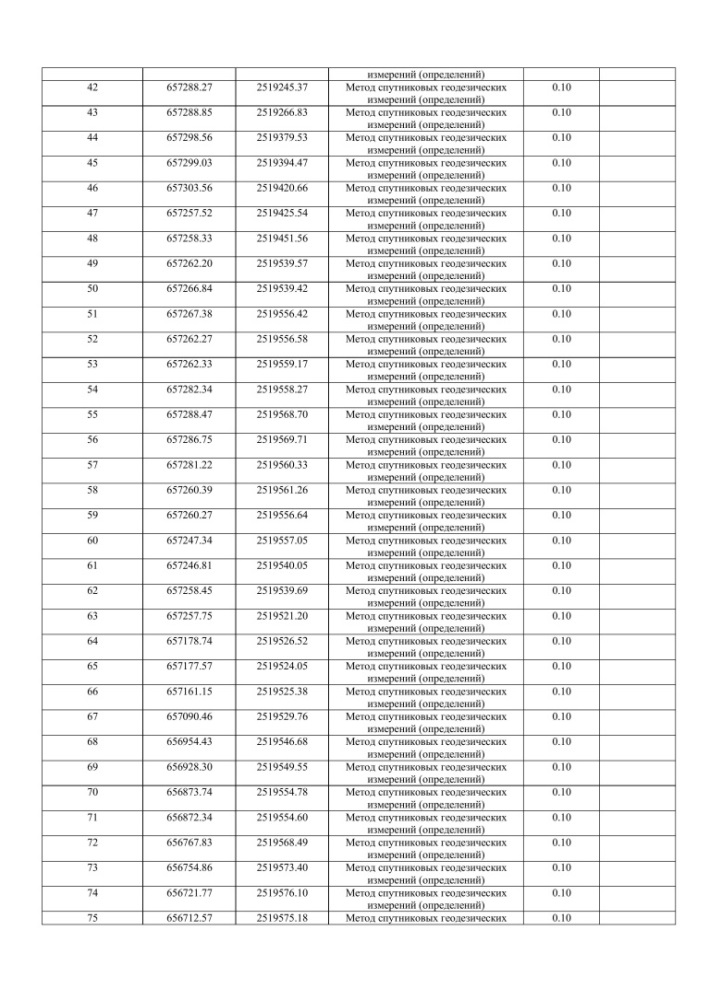 измерений (определений)
42 657288.27 2519245.37 Метод спутниковых геодезических 0.10
измерений (определений)
43 657288.85 2519266.83 Метод спутниковых геодезических 0.10
измерений (определений)
44 657298.56 2519379.53 Метод спутниковых геодезических 0.10
измерений (определений)
45 657299.03 2519394.47 Метод спутниковых геодезических 0.10
измерений (определений)
46 657303.56 2519420.66 Метод спутниковых геодезических 0.10
измерений (определений)
47 657257.52 2519425.54 Метод спутниковых геодезических 0.10
измерений (определений)
48 657258.33 2519451.56 Метод спутниковых геодезических 0.10
измерений (определений)
49 657262.20 2519539.57 Метод спутниковых геодезических 0.10
измерений (определений)
50 657266.84 2519539.42 Метод спутниковых геодезических 0.10
измерений (определений)
51 657267.38 2519556.42 Метод спутниковых геодезических 0.10
измерений (определений)
52 657262.27 2519556.58 Метод спутниковых геодезических 0.10
измерений (определений)
53 657262.33 2519559.17 Метод спутниковых геодезических 0.10
измерений (определений)
54 657282.34 2519558.27 Метод спутниковых геодезических 0.10
измерений (определений)
55 657288.47 2519568.70 Метод спутниковых геодезических 0.10
измерений (определений)
56 657286.75 2519569.71 Метод спутниковых геодезических 0.10
измерений (определений)
57 657281.22 2519560.33 Метод спутниковых геодезических 0.10
измерений (определений)
58 657260.39 2519561.26 Метод спутниковых геодезических 0.10
измерений (определений)
59 657260.27 2519556.64 Метод спутниковых геодезических 0.10
измерений (определений)
60 657247.34 2519557.05 Метод спутниковых геодезических 0.10
измерений (определений)
61 657246.81 2519540.05 Метод спутниковых геодезических 0.10
измерений (определений)
62 657258.45 2519539.69 Метод спутниковых геодезических 0.10
измерений (определений)
63 657257.75 2519521.20 Метод спутниковых геодезических 0.10
измерений (определений)
64 657178.74 2519526.52 Метод спутниковых геодезических 0.10
измерений (определений)
65 657177.57 2519524.05 Метод спутниковых геодезических 0.10
измерений (определений)
66 657161.15 2519525.38 Метод спутниковых геодезических 0.10
измерений (определений)
67 657090.46 2519529.76 Метод спутниковых геодезических 0.10
измерений (определений)
68 656954.43 2519546.68 Метод спутниковых геодезических 0.10
измерений (определений)
69 656928.30 2519549.55 Метод спутниковых геодезических 0.10
измерений (определений)
70 656873.74 2519554.78 Метод спутниковых геодезических 0.10
измерений (определений)
71 656872.34 2519554.60 Метод спутниковых геодезических 0.10
измерений (определений)
72 656767.83 2519568.49 Метод спутниковых геодезических 0.10
измерений (определений)
73 656754.86 2519573.40 Метод спутниковых геодезических 0.10
измерений (определений)
74 656721.77 2519576.10 Метод спутниковых геодезических 0.10
измерений (определений)
75 656712.57 2519575.18 Метод спутниковых геодезических 0.10